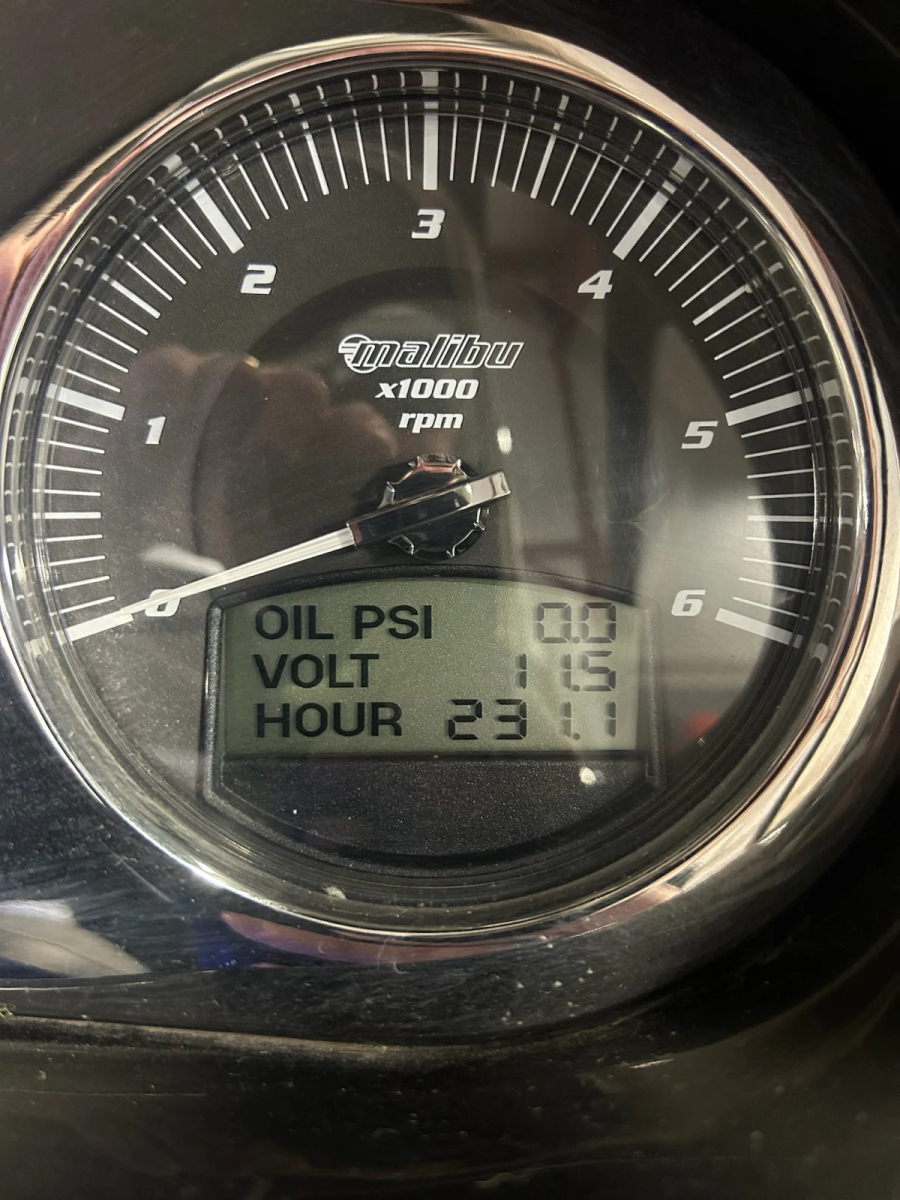 3
2
4
malibu
x1000
rpm
1
5
0
6
OIL PSI 0.0
VOLT 11.5
HOUR 231.1